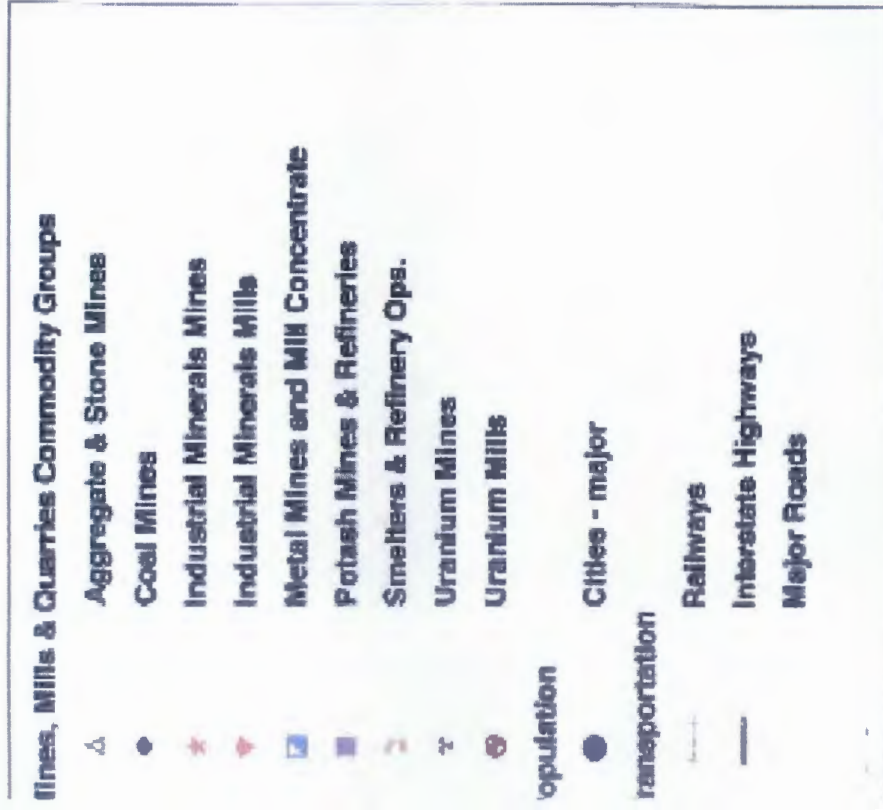 fines, Mills & Quarries Commodity Groups
Aggregate & Stone Mines
Coal Mines
Industrial Minerals Mines
Industrial Minerals Mills
Metal Mines and Mill Concentrate
Potash Mines & Refineries
Smelters & Refinery Ops.
Uranium Mines
Uranium Mills
opulation
Cities - major
ransportation
Railways
Interstate Highways
Major Roads